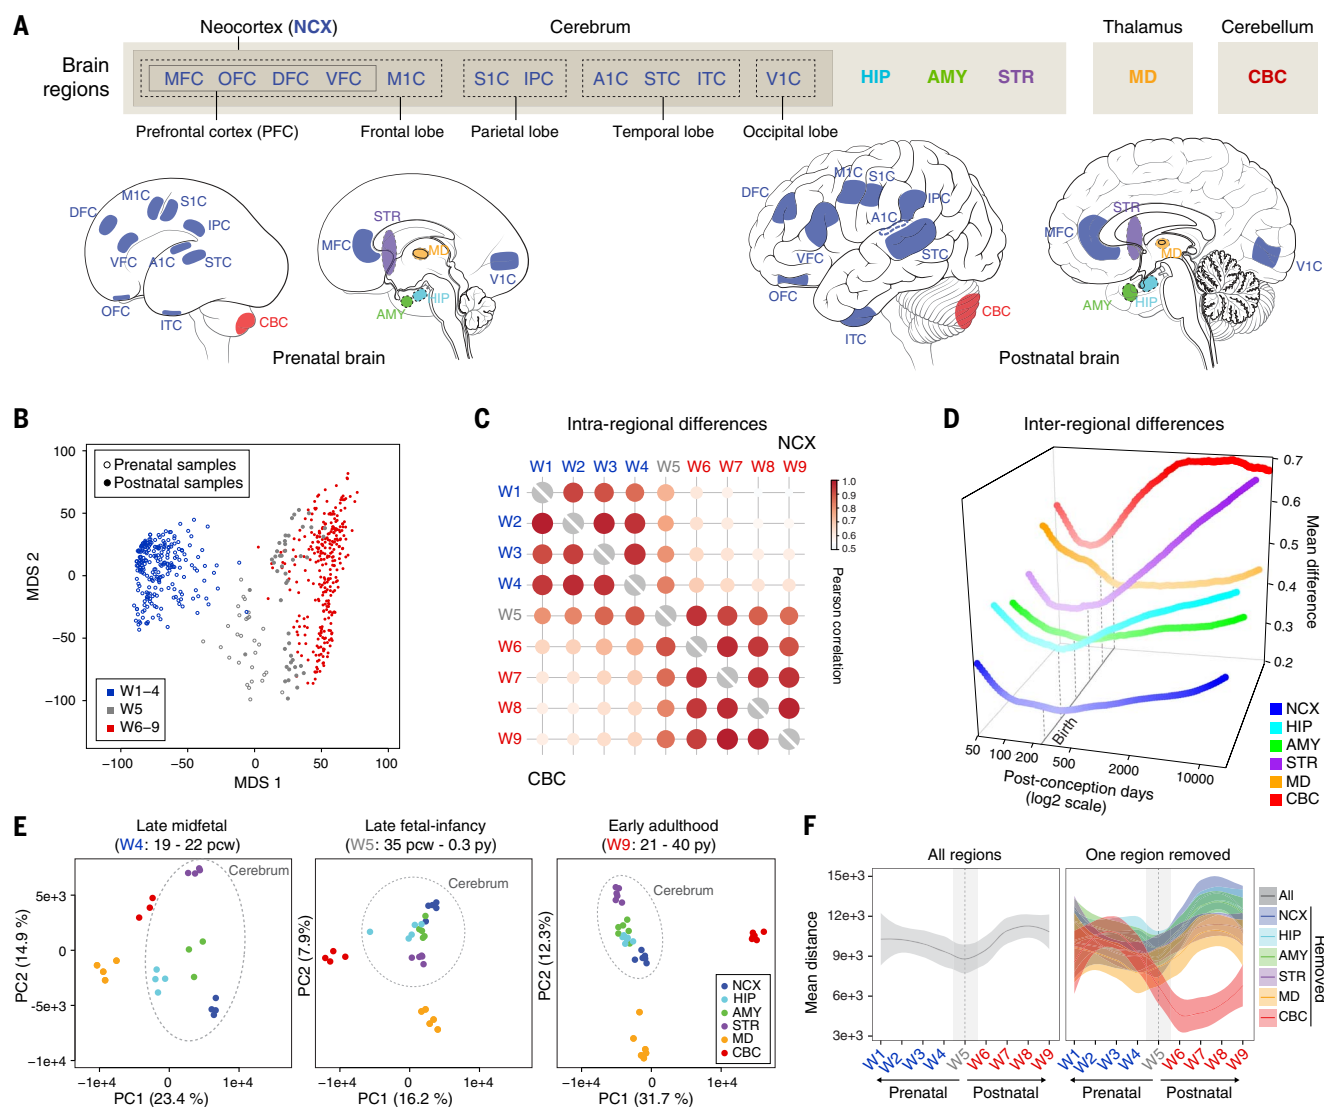 A
Neocortex (NCX)
Cerebrum
Thalamus
Cerebellum
Brain regions
MFC OFC DFC VFC M1C S1C IPC A1C STC ITC V1C HIP AMY STR MD CBC
Prefrontal cortex (PFC)
Frontal lobe
Parietal lobe
Temporal lobe
Occipital lobe
DFC
M1C
S1C
IPC
VFC
A1C
STC
OFC
ITC
CBC
STR
MFC
MD
V1C
HIP
AMY
Prenatal brain
DFC
M1C
S1C
IPC
A1C
VFC
STC
OFC
ITC
CBC
STR
MFC
MD
V1C
AMY
HIP
Postnatal brain
B
Prenatal samples
Postnatal samples
100
50
0
−50
−100
MDS 2
W1−4
W5
W6−9
−100 −50 0 50 100
MDS 1
C
Intra-regional differences
NCX
W1 W2 W3 W4 W5 W6 W7 W8 W9
W1
W2
W3
W4
W5
W6
W7
W8
W9
CBC
1.0
0.9
0.8
0.7
0.6
0.5
Pearson correlation
D
Inter-regional differences
0.7
0.6
0.5
0.4
0.3
0.2
Mean difference
Birth
50 100 200 500 2000 10000
Post-conception days
(log2 scale)
NCX
HIP
AMY
STR
MD
CBC
E
Late midfetal
(W4: 19 - 22 pcw)
Late fetal-infancy
(W5: 35 pcw - 0.3 py)
Early adulthood
(W9: 21 - 40 py)
Cerebrum
Cerebrum
Cerebrum
5e+3
0
−5e+3
−1e+4
PC2 (14.9 %)
PC2 (7.9%)
PC2 (12.3%)
NCX
HIP
AMY
STR
MD
CBC
−1e+4 0 1e+4
−1e+4 0 1e+4
−1e+4 0 1e+4
PC1 (23.4 %)
PC1 (16.2 %)
PC1 (31.7 %)
F
All regions
One region removed
15e+3
12e+3
9e+3
6e+3
3e+3
Mean distance
W1 W2 W3 W4 W5 W6 W7 W8 W9
W1 W2 W3 W4 W5 W6 W7 W8 W9
Prenatal
Postnatal
Prenatal
Postnatal
All
NCX
HIP
AMY
STR
MD
CBC
Removed